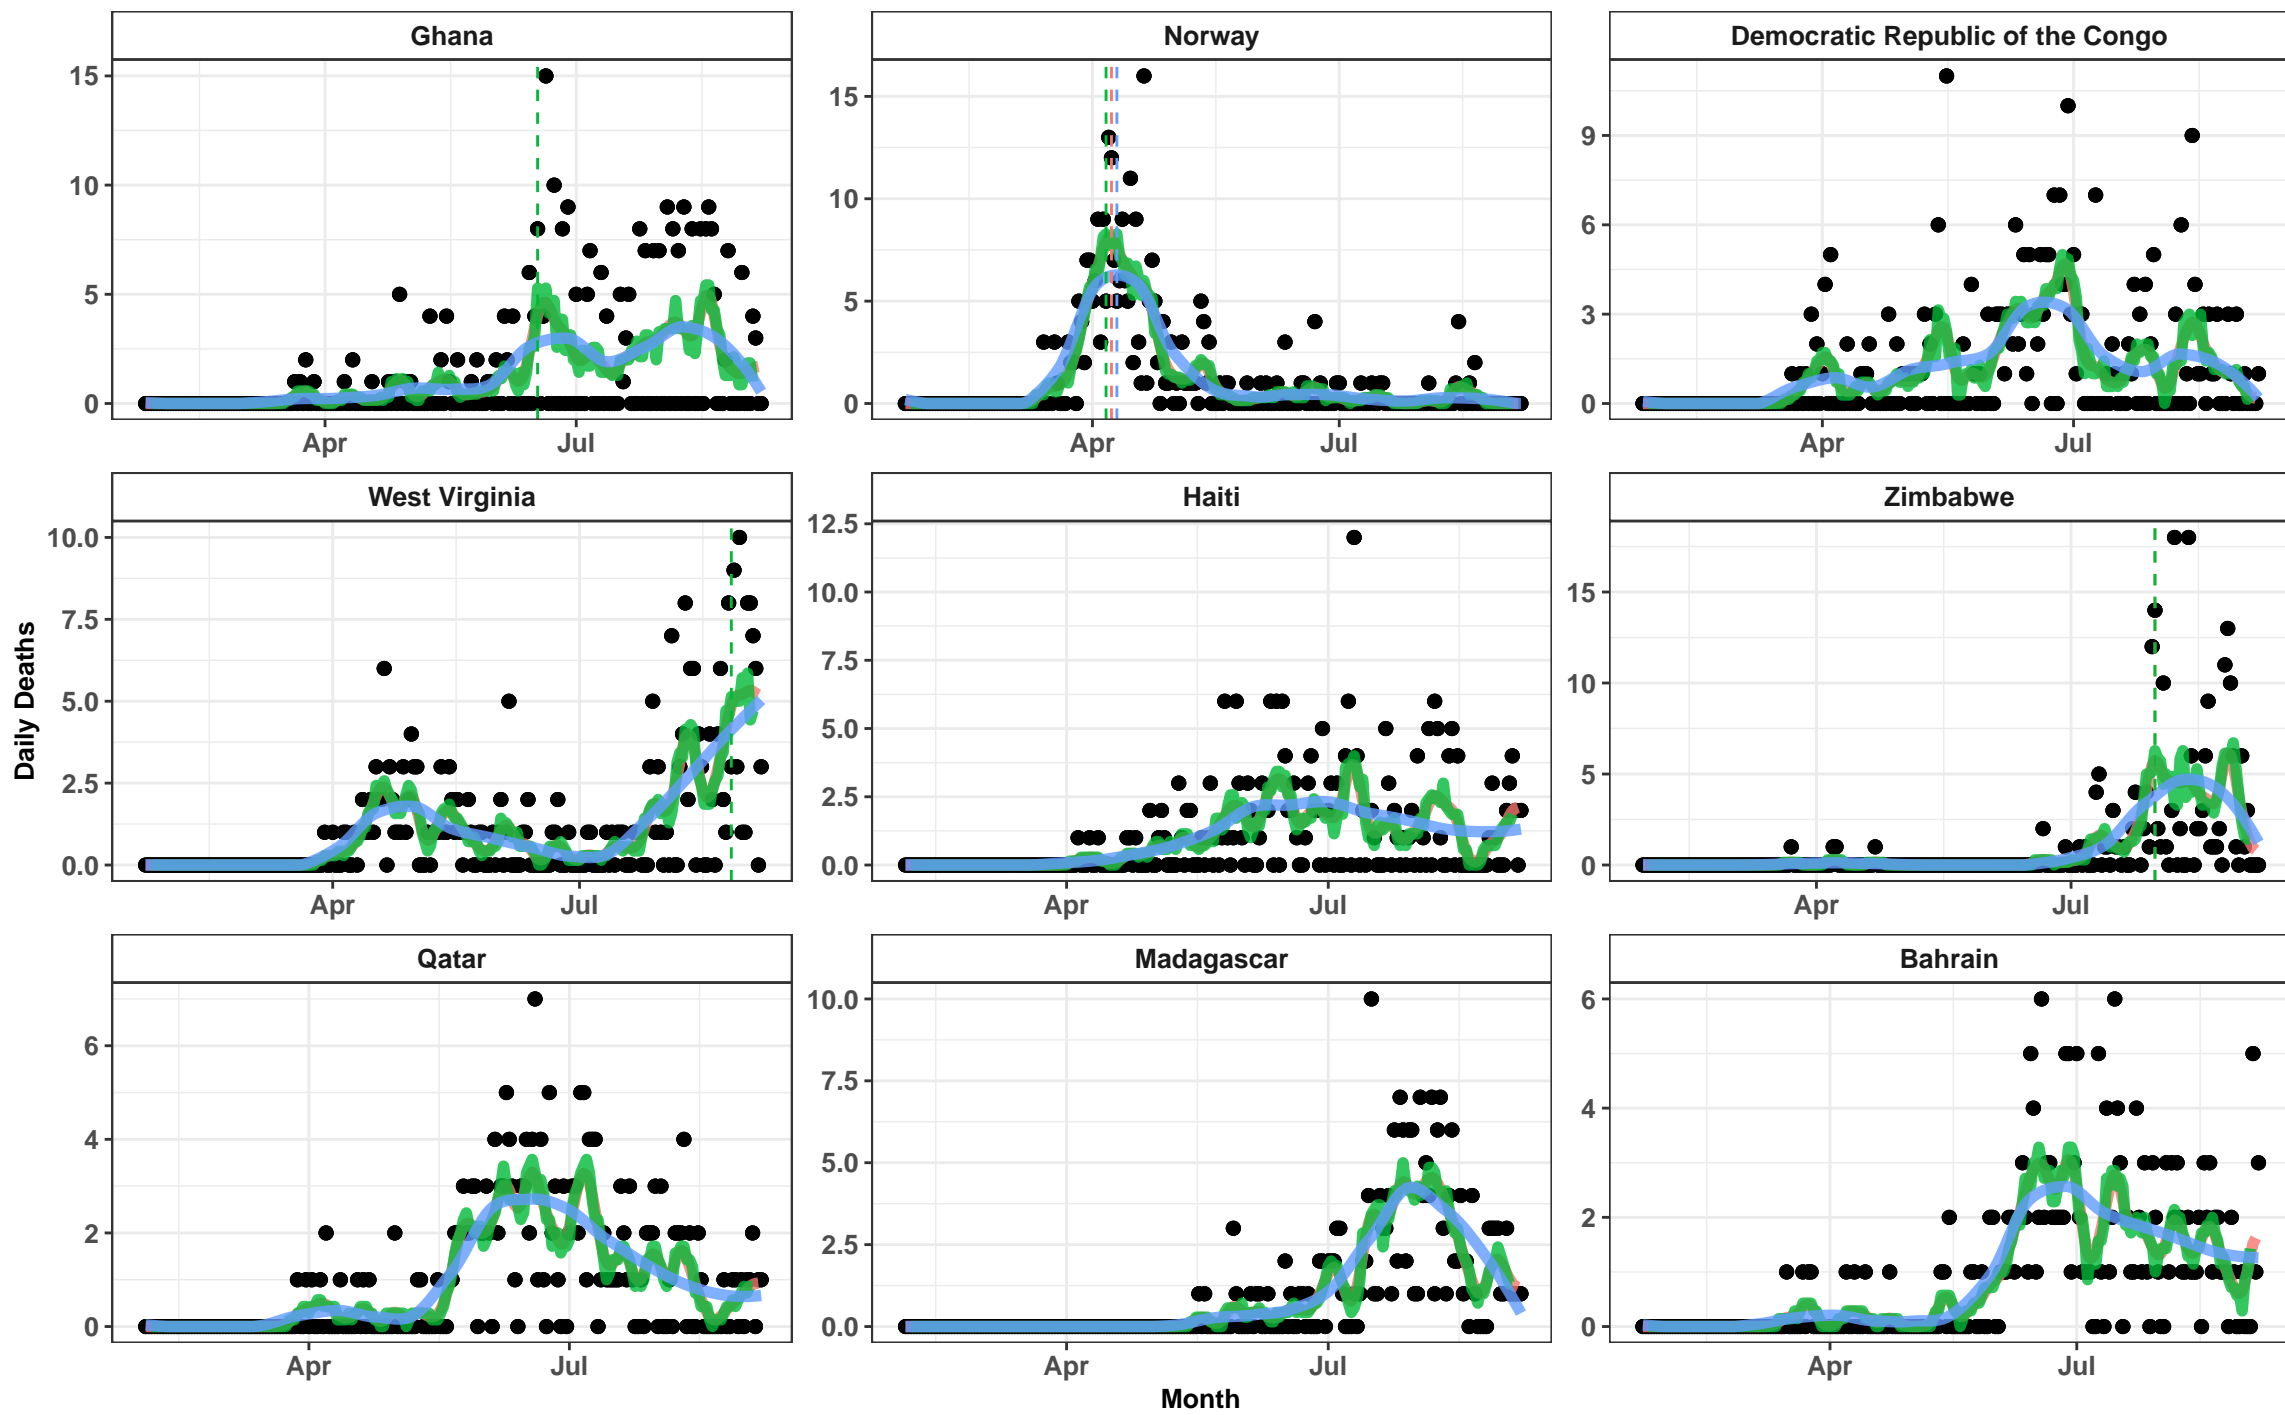 Ghana
Norway
Democratic Republic of the Congo
15
10
5
0
Apr
Jul
15
10
5
0
Apr
Jul
9
6
3
0
Apr
Jul
West Virginia
Haiti
Zimbabwe
Daily Deaths
10.0
7.5
5.0
2.5
0.0
Apr
Jul
12.5
10.0
7.5
5.0
2.5
0.0
Apr
Jul
15
10
5
0
Apr
Jul
Qatar
Madagascar
Bahrain
6
4
2
0
Apr
Jul
10.0
7.5
5.0
2.5
0.0
Apr
Jul
6
4
2
0
Apr
Jul
Month